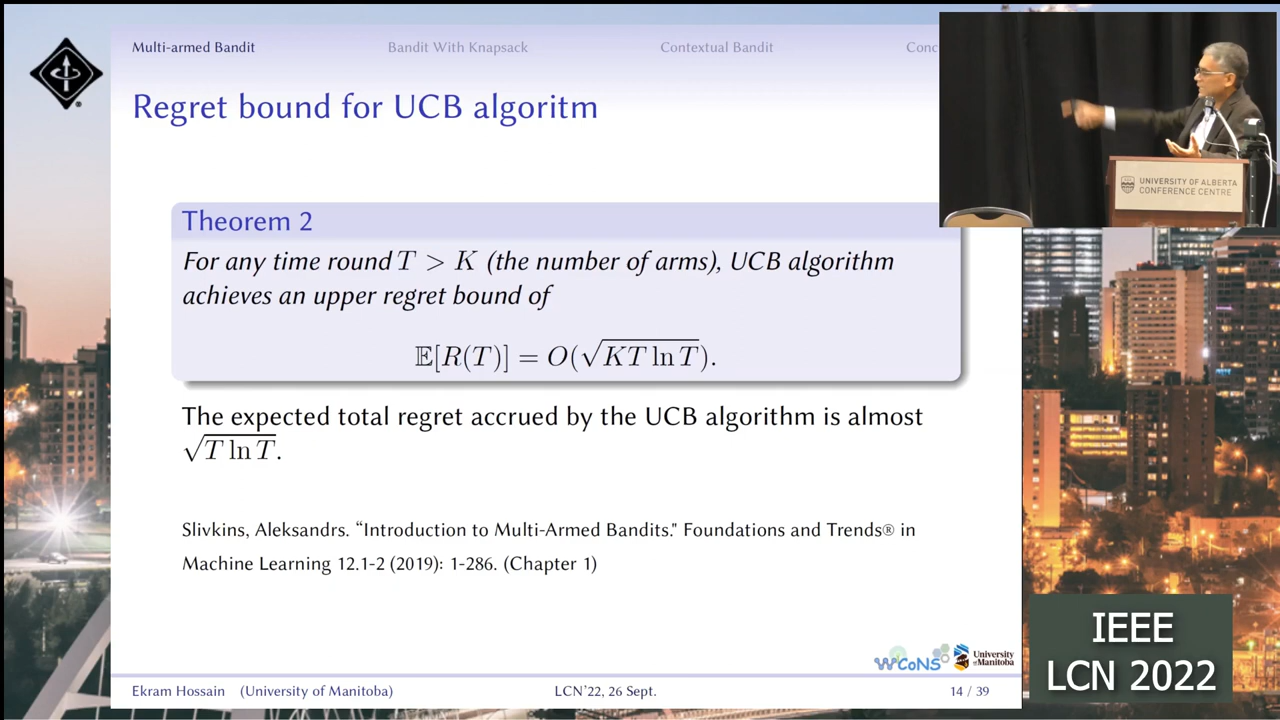 Multi-armed Bandit
Bandit With Knapsack
Contextual Bandit
Conc
Regret bound for UCB algoritm
UNIVERSITY OF ALBERTA
CONFERENCE CENTRE
Theorem 2
For any time round T > K (the number of arms), UCB algorithm
achieves an upper regret bound of
𝔼[R(T)] = O(√KT ln T).
The expected total regret accrued by the UCB algorithm is almost
√T ln T.
Slivkins, Aleksandrs. “Introduction to Multi-Armed Bandits." Foundations and Trends® in
Machine Learning 12.1-2 (2019): 1-286. (Chapter 1)
WCoNS
University
of Manitoba
Ekram Hossain (University of Manitoba)
LCN'22, 26 Sept.
14 / 39
IEEE
LCN 2022